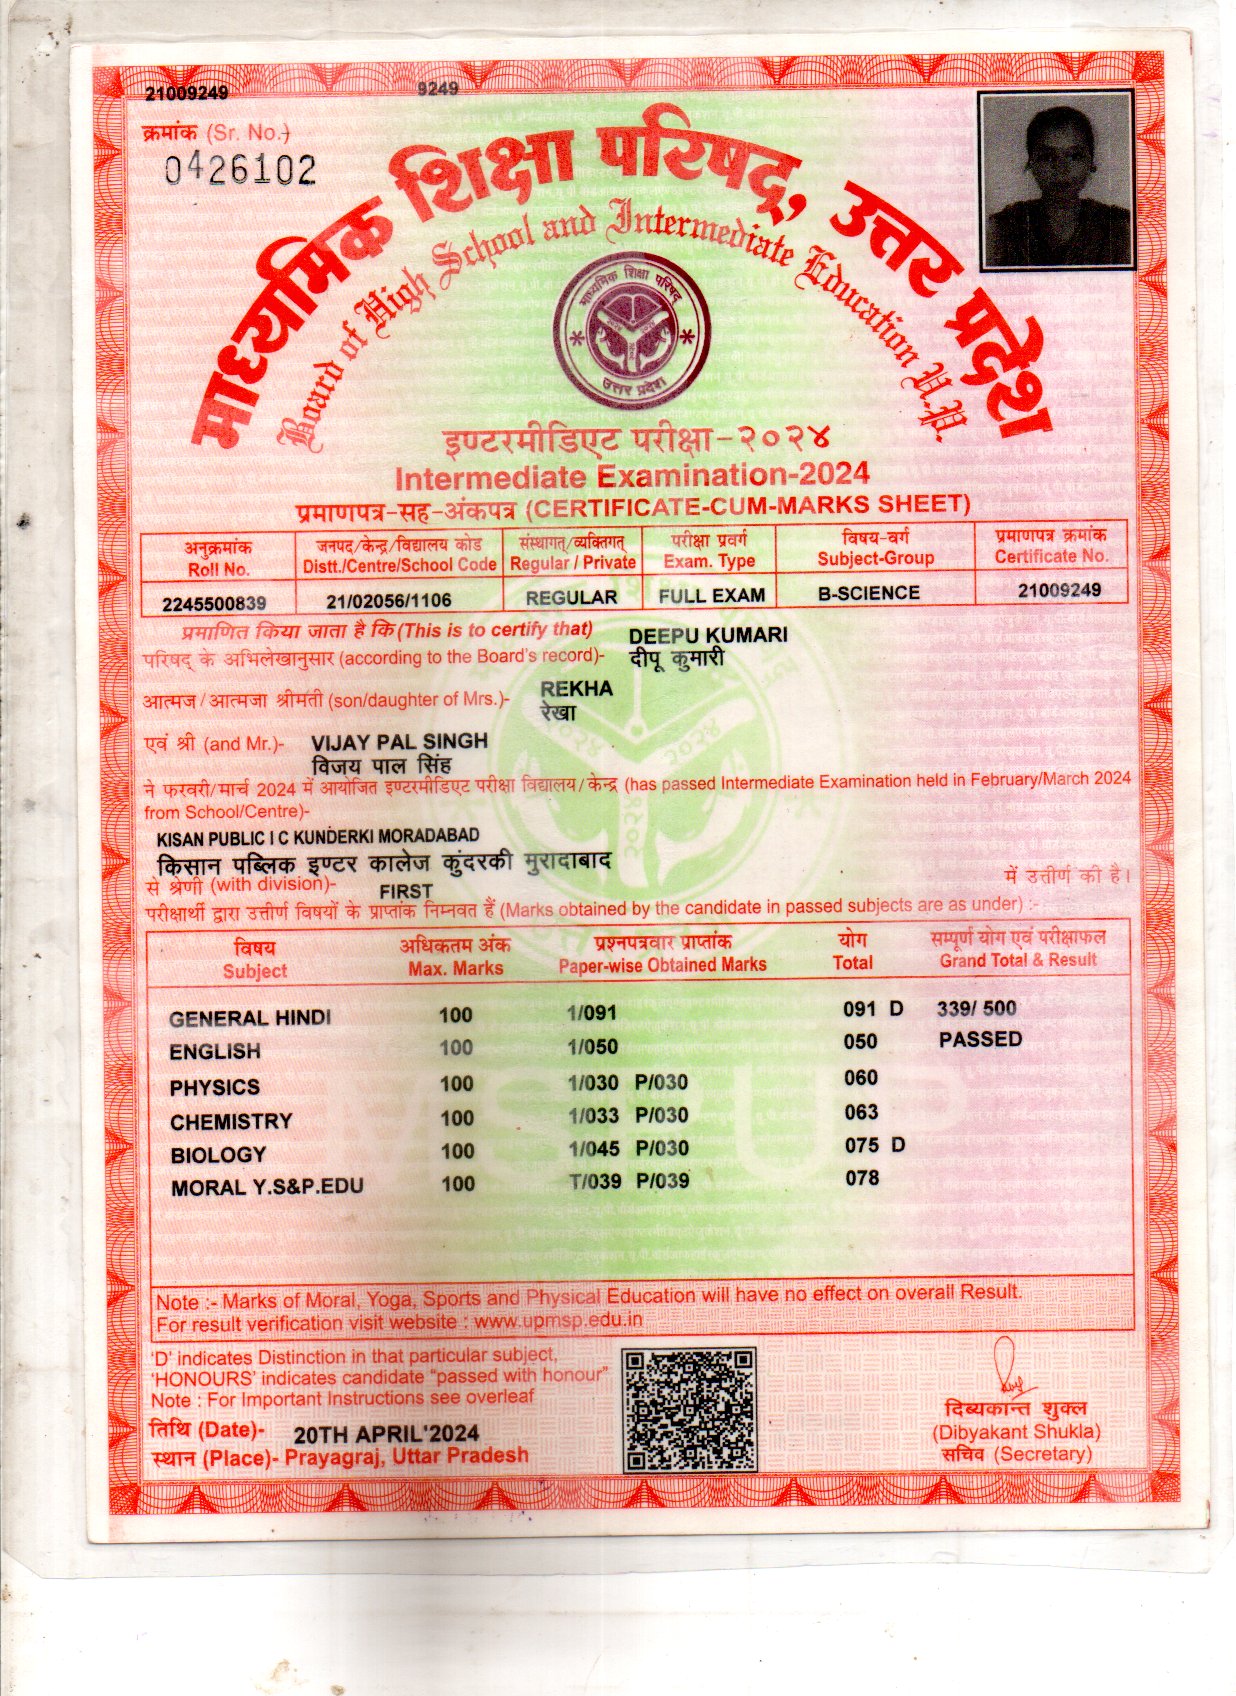 21009249 9249
क्रमांक (Sr. No.)
0426102
माध्यमिक शिक्षा परिषद्, उत्तर प्रदेश
Board of High School and Intermediate Education U.P.
माध्यमिक शिक्षा परिषद
उत्तर प्रदेश
इण्टरमीडिएट परीक्षा-२०२४
Intermediate Examination-2024
प्रमाणपत्र-सह-अंकपत्र (CERTIFICATE-CUM-MARKS SHEET)
अनुक्रमांक जनपद/केन्द्र/विद्यालय कोड संस्थागत्/व्यक्तिगत् परीक्षा प्रवर्ग विषय-वर्ग प्रमाणपत्र क्रमांक
Roll No. Distt./Centre/School Code Regular / Private Exam. Type Subject-Group Certificate No.
2245500839 21/02056/1106 REGULAR FULL EXAM B-SCIENCE 21009249
प्रमाणित किया जाता है कि (This is to certify that) DEEPU KUMARI
परिषद् के अभिलेखानुसार (according to the Board's record)- दीपू कुमारी
आत्मज / आत्मजा श्रीमती (son/daughter of Mrs.)- REKHA
रेखा
एवं श्री (and Mr.)- VIJAY PAL SINGH
विजय पाल सिंह
ने फरवरी/मार्च 2024 में आयोजित इण्टरमीडिएट परीक्षा विद्यालय/केन्द्र (has passed Intermediate Examination held in February/March 2024
from School/Centre)-
KISAN PUBLIC I C KUNDERKI MORADABAD
किसान पब्लिक इण्टर कालेज कुंदरकी मुरादाबाद
से श्रेणी (with division)- FIRST में उत्तीर्ण की है।
परीक्षार्थी द्वारा उत्तीर्ण विषयों के प्राप्तांक निम्नवत हैं (Marks obtained by the candidate in passed subjects are as under) :-
विषय अधिकतम अंक प्रश्नपत्रवार प्राप्तांक योग सम्पूर्ण योग एवं परीक्षाफल
Subject Max. Marks Paper-wise Obtained Marks Total Grand Total & Result
GENERAL HINDI 100 1/091 091 D 339/ 500
ENGLISH 100 1/050 050 PASSED
PHYSICS 100 1/030 P/030 060
CHEMISTRY 100 1/033 P/030 063
BIOLOGY 100 1/045 P/030 075 D
MORAL Y.S&P.EDU 100 T/039 P/039 078
Note :- Marks of Moral, Yoga, Sports and Physical Education will have no effect on overall Result.
For result verification visit website : www.upmsp.edu.in
'D' indicates Distinction in that particular subject,
'HONOURS' indicates candidate "passed with honour"
Note : For Important Instructions see overleaf
तिथि (Date)- 20TH APRIL'2024
स्थान (Place)- Prayagraj, Uttar Pradesh
दिब्यकान्त शुक्ल
(Dibyakant Shukla)
सचिव (Secretary)